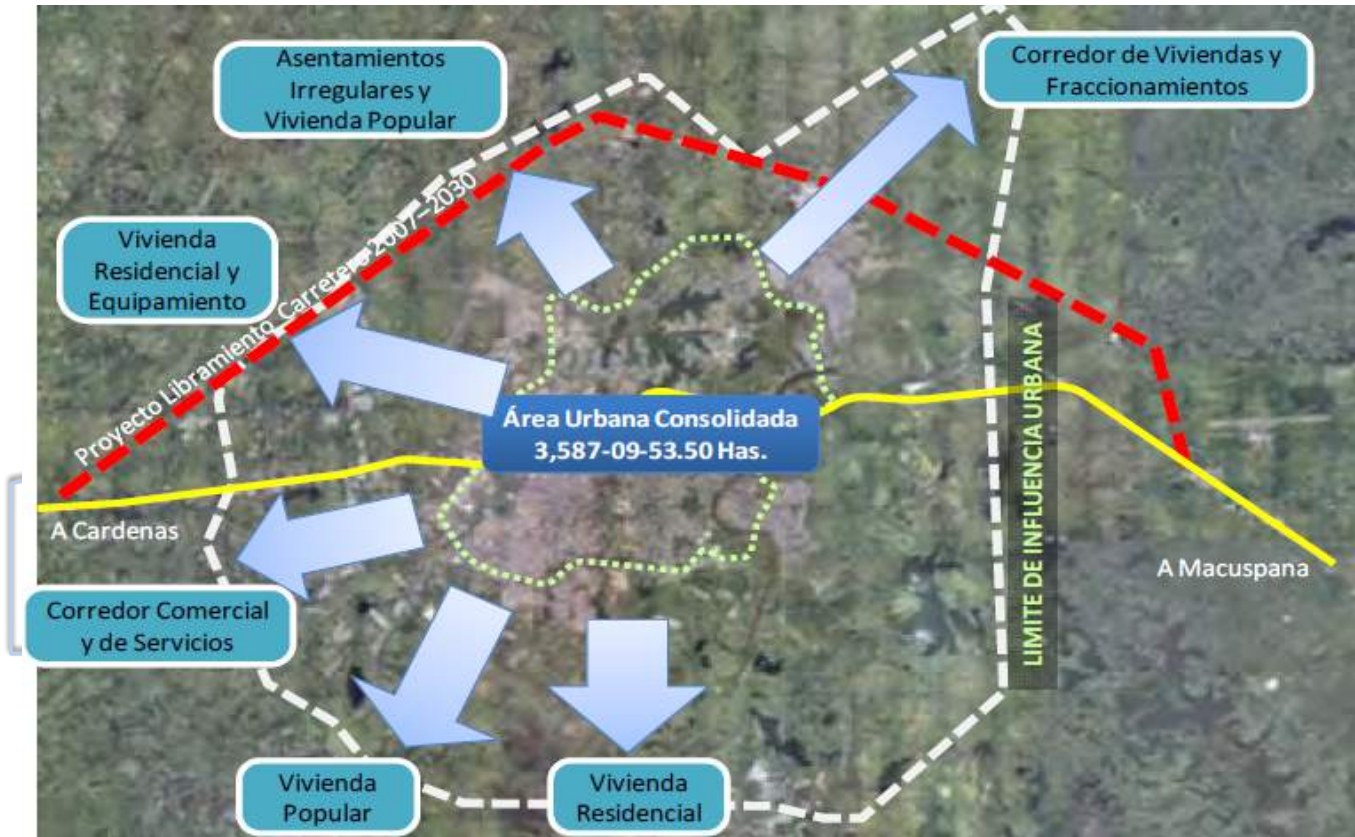 Asentamientos
Irregulares y
Vivienda Popular
Corredor de Viviendas y
Fraccionamientos
Vivienda
Residencial y
Equipamiento
Proyecto Libramiento Carretero 2007–2030
Área Urbana Consolidada
3,587-09-53.50 Has.
LIMITE DE INFLUENCIA URBANA
A Cardenas
A Macuspana
Corredor Comercial
y de Servicios
Vivienda
Popular
Vivienda
Residencial